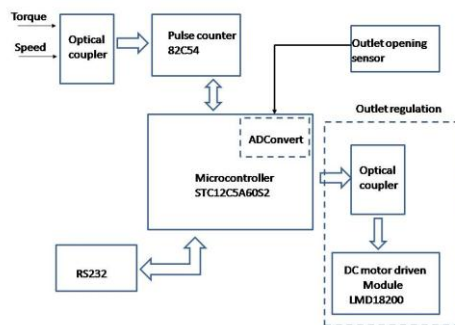 Torque
Speed
Optical
coupler
Pulse counter
82C54
Outlet opening
sensor
Outlet regulation
ADConvert
Microcontroller
STC12C5A60S2
Optical
coupler
RS232
DC motor driven
Module
LMD18200